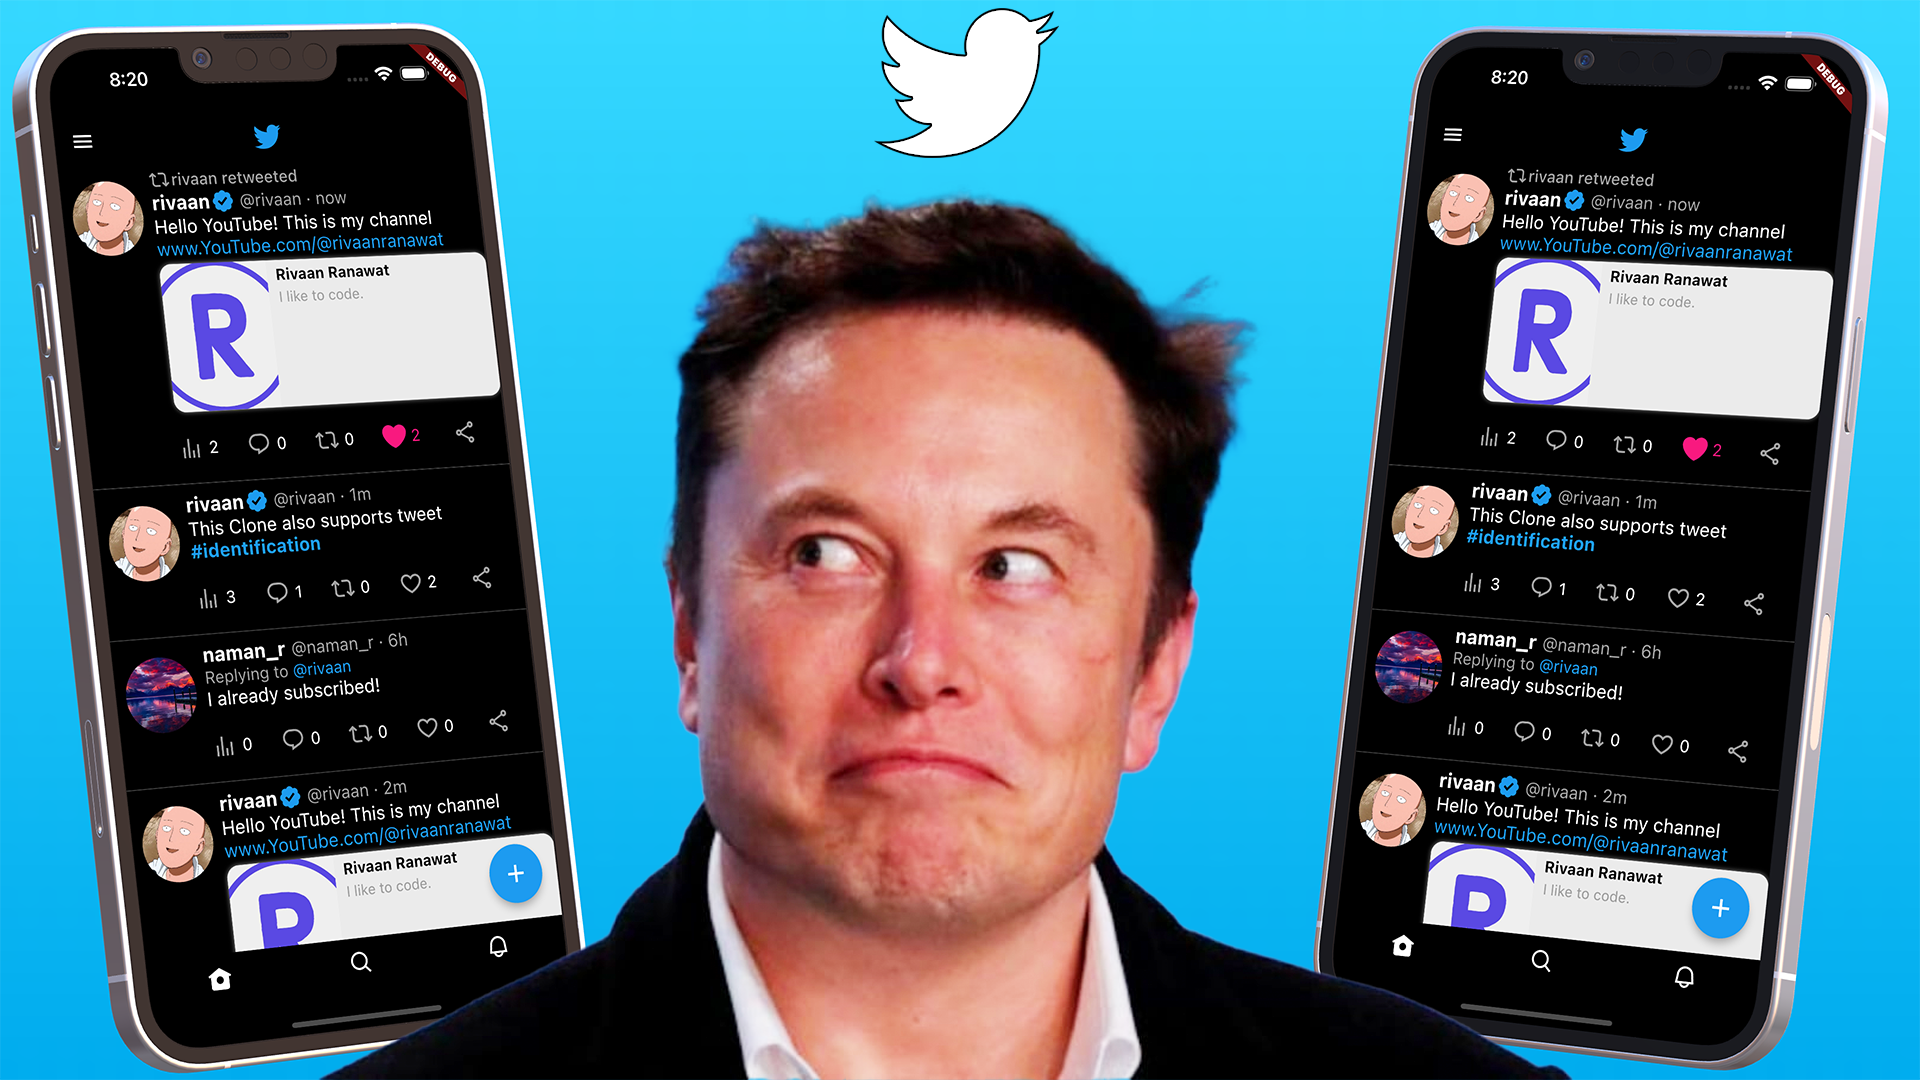 8:20
DEBUG
rivaan retweeted
rivaan @rivaan · now
Hello YouTube! This is my channel
www.YouTube.com/@rivaanranawat
R
Rivaan Ranawat
I like to code.
2 0 0 2
rivaan @rivaan · 1m
This Clone also supports tweet
#identification
3 1 0 2
naman_r @naman_r · 6h
Replying to @rivaan
I already subscribed!
0 0 0 0
rivaan @rivaan · 2m
Hello YouTube! This is my channel
www.YouTube.com/@rivaanranawat
R
Rivaan Ranawat
I like to code.
+
8:20
DEBUG
rivaan retweeted
rivaan @rivaan · now
Hello YouTube! This is my channel
www.YouTube.com/@rivaanranawat
R
Rivaan Ranawat
I like to code.
2 0 0 2
rivaan @rivaan · 1m
This Clone also supports tweet
#identification
3 1 0 2
naman_r @naman_r · 6h
Replying to @rivaan
I already subscribed!
0 0 0 0
rivaan @rivaan · 2m
Hello YouTube! This is my channel
www.YouTube.com/@rivaanranawat
R
Rivaan Ranawat
I like to code.
+